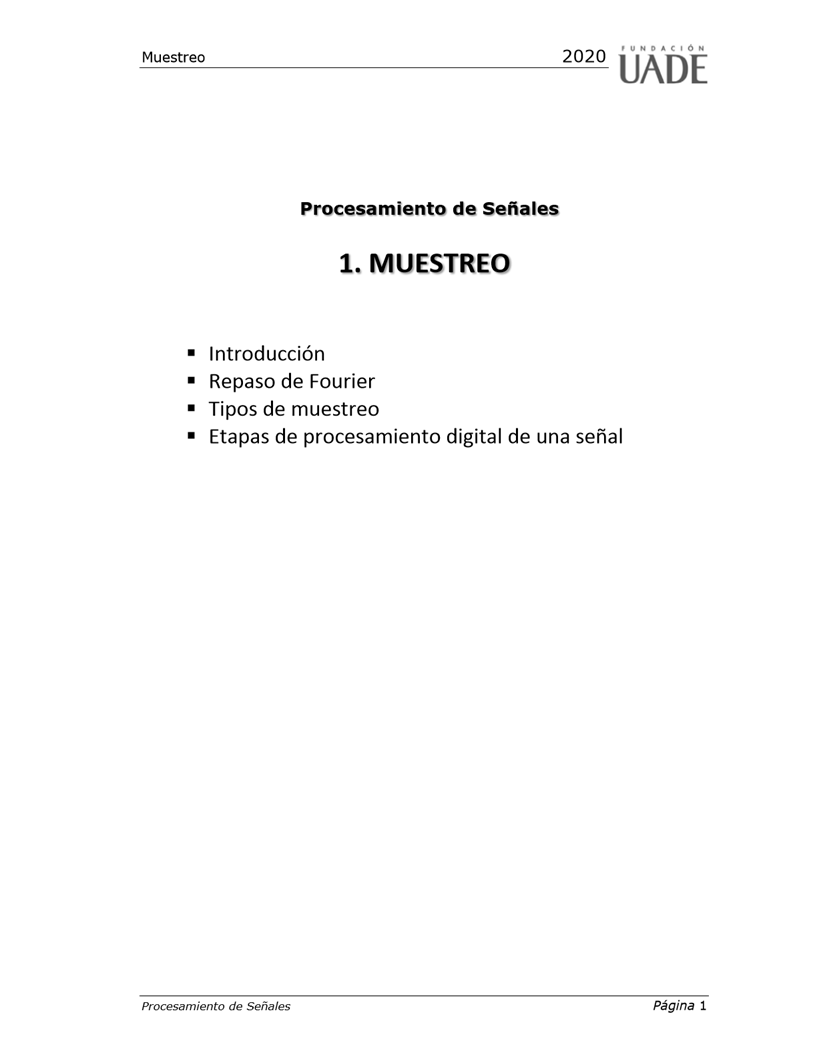 Muestreo 2020 FUNDACIÓN
UADE
Procesamiento de Señales
1. MUESTREO
▪ Introducción
▪ Repaso de Fourier
▪ Tipos de muestreo
▪ Etapas de procesamiento digital de una señal
Procesamiento de Señales Página 1